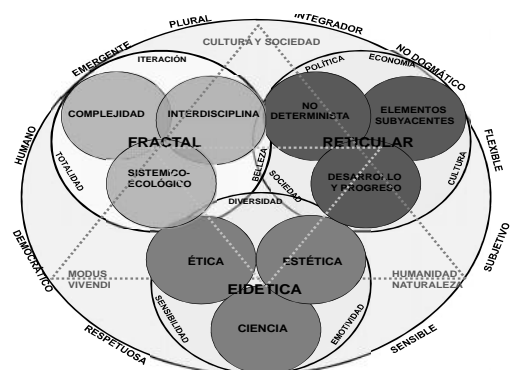 PLURAL
INTEGRADOR
EMERGENTE
CULTURA Y SOCIEDAD
NO DOGMÁTICO
ITERACIÓN
POLÍTICA
ECONOMIA
COMPLEJIDAD
INTERDISCIPLINA
NO
DETERMINISTA
ELEMENTOS
SUBYACENTES
HUMANO
FRACTAL
RETICULAR
FLEXIBLE
TOTALIDAD
SISTEMICO-
ECOLÓGICO
BELLEZA
SOCIEDAD
DESARROLLO
Y PROGRESO
CULTURA
DIVERSIDAD
DEMOCRÁTICO
SUBJETIVO
ÉTICA
ESTÉTICA
MODUS
VIVENDI
HUMANIDAD
NATURALEZA
EIDETICA
SENSIBILIDAD
EMOTIVIDAD
CIENCIA
RESPETUOSA
SENSIBLE